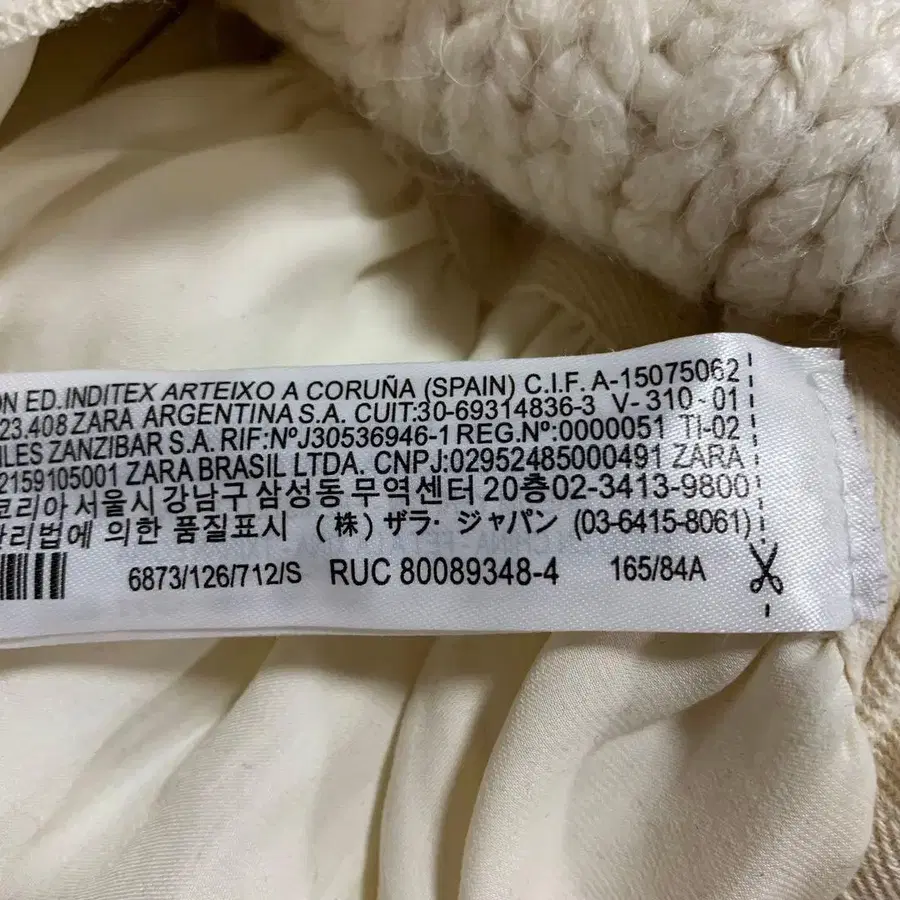 ON ED. INDITEX ARTEIXO A CORUÑA (SPAIN) C.I.F. A-15075062
23.408 ZARA ARGENTINA S.A. CUIT:30-69314836-3 V-310-01
ILES ZANZIBAR S.A. RIF:NºJ30536946-1 REG.Nº:0000051 TI-02
2159105001 ZARA BRASIL LTDA. CNPJ:02952485000491 ZARA
코리아 서울시 강남구 삼성동 무역센터 20층02-3413-9800
관리법에 의한 품질표시 (株) ザラ・ジャパン (03-6415-8061)
6873/126/712/S RUC 80089348-4 165/84A